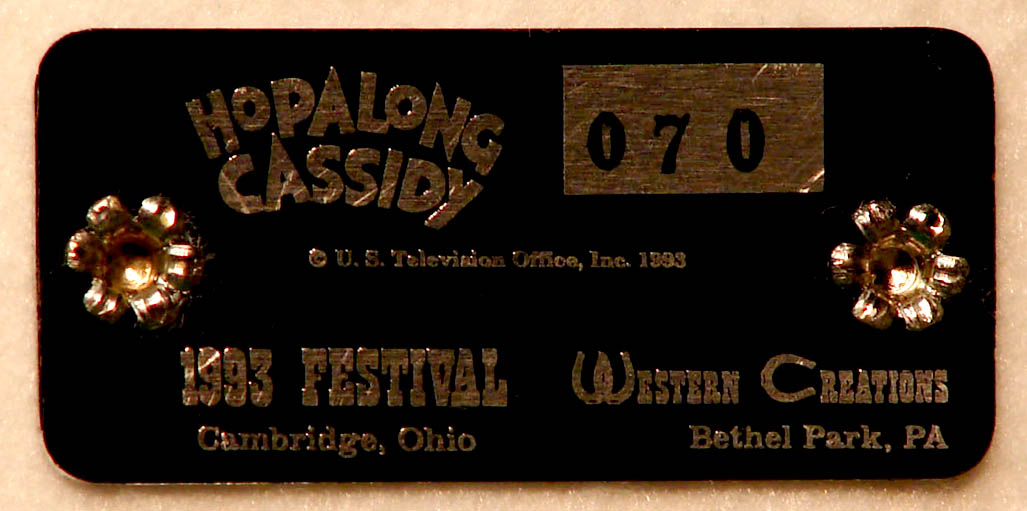 HOPALONG
CASSIDY
070
© U. S. Television Office, Inc. 1993
1993 FESTIVAL
Cambridge, Ohio
WESTERN CREATIONS
Bethel Park, PA